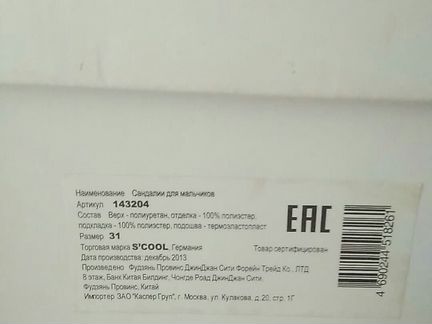 Наименование Сандалии для мальчиков
Артикул 143204
Состав Верх - полиуретан, отделка - 100% полиэстер,
подкладка - 100% полиэстер, подошва - термоэластопласт
Размер 31
Торговая марка S'COOL, Германия Товар сертифицирован
Дата производства: декабрь 2013
Произведено Фудзянь Провинс ДжинДжан Сити Форейн Трейд Ко., ЛТД
8 этаж, Банк Китая Билдинг, Чонгде Роад ДжинДжан Сити.
Фудзянь Провинс, Китай
Импортер ЗАО "Каспер Груп", г. Москва, ул. Кулакова, д.20, стр. 1Г
ЕАС
4 690244 518261